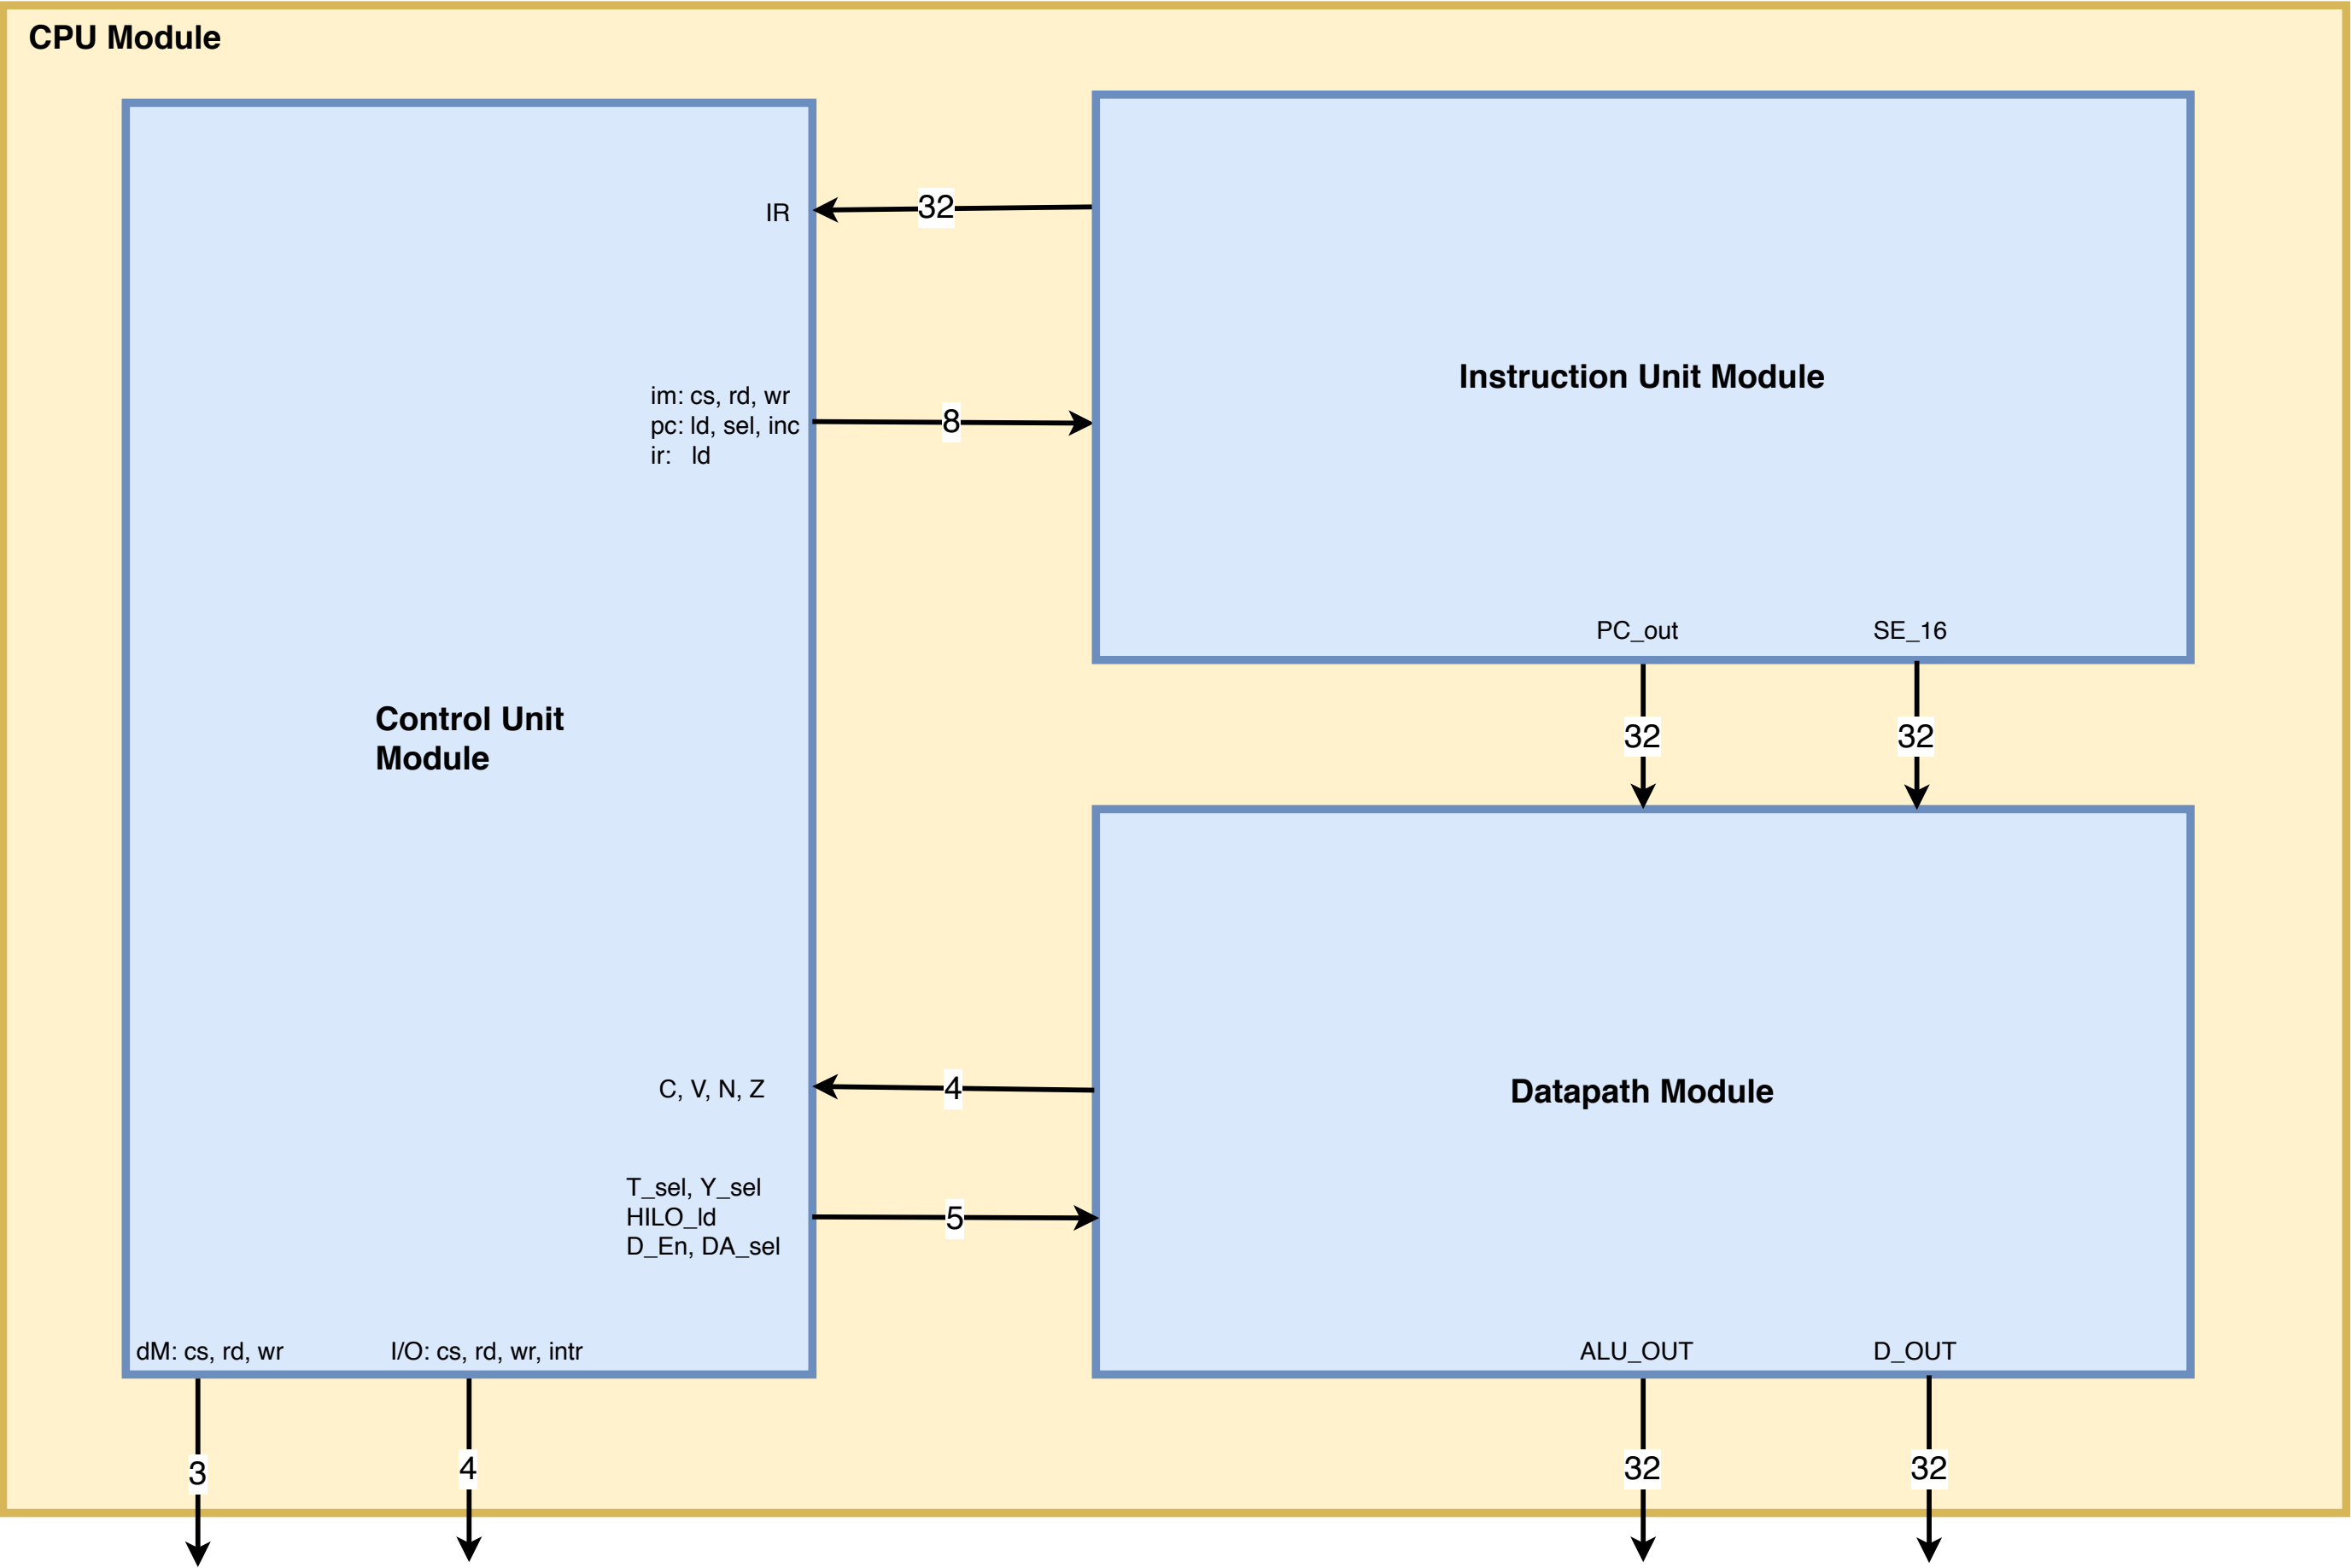 CPU Module
IR
32
im: cs, rd, wr
pc: ld, sel, inc
ir: ld
8
Instruction Unit Module
PC_out
SE_16
32
32
Control Unit
Module
C, V, N, Z
4
T_sel, Y_sel
HILO_ld
D_En, DA_sel
5
Datapath Module
dM: cs, rd, wr
I/O: cs, rd, wr, intr
ALU_OUT
D_OUT
3
4
32
32